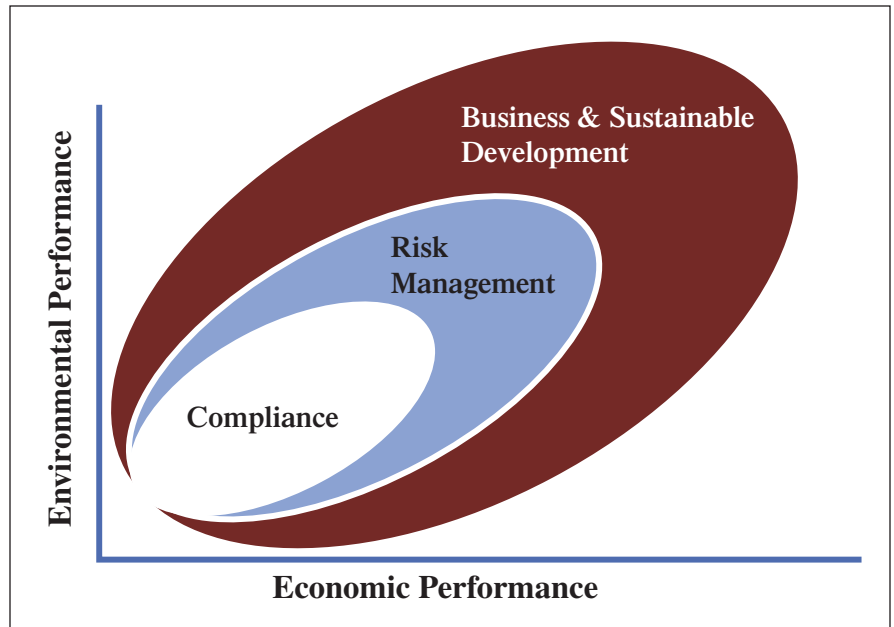 Business & Sustainable
Development
Risk
Management
Compliance
Environmental Performance
Economic Performance